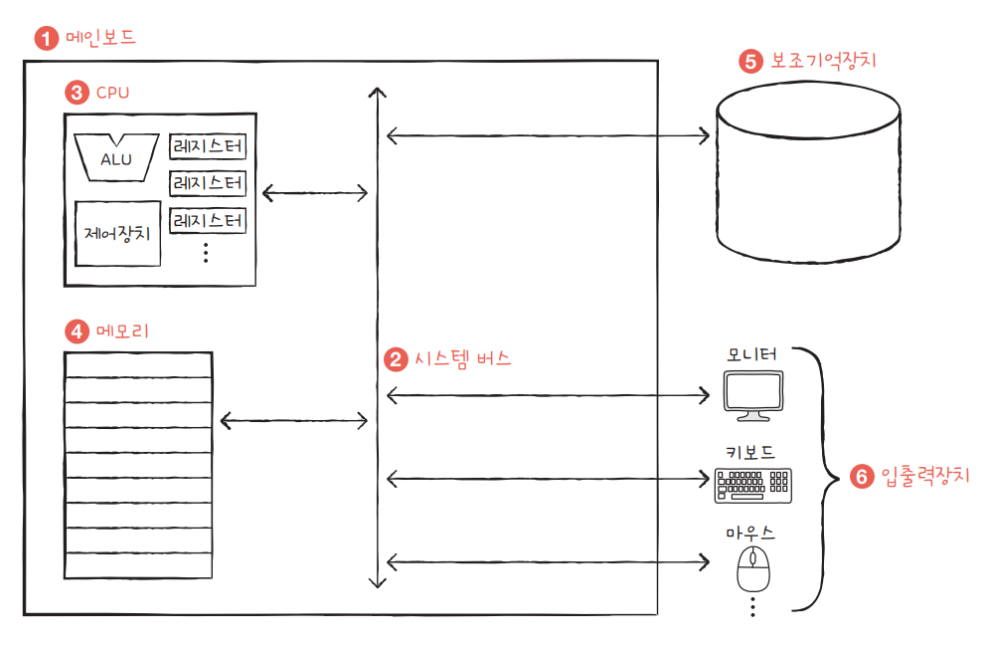 1 메인보드
3 CPU
ALU
레지스터
레지스터
레지스터
제어장치
4 메모리
2 시스템 버스
5 보조기억장치
모니터
키보드
마우스
6 입출력장치